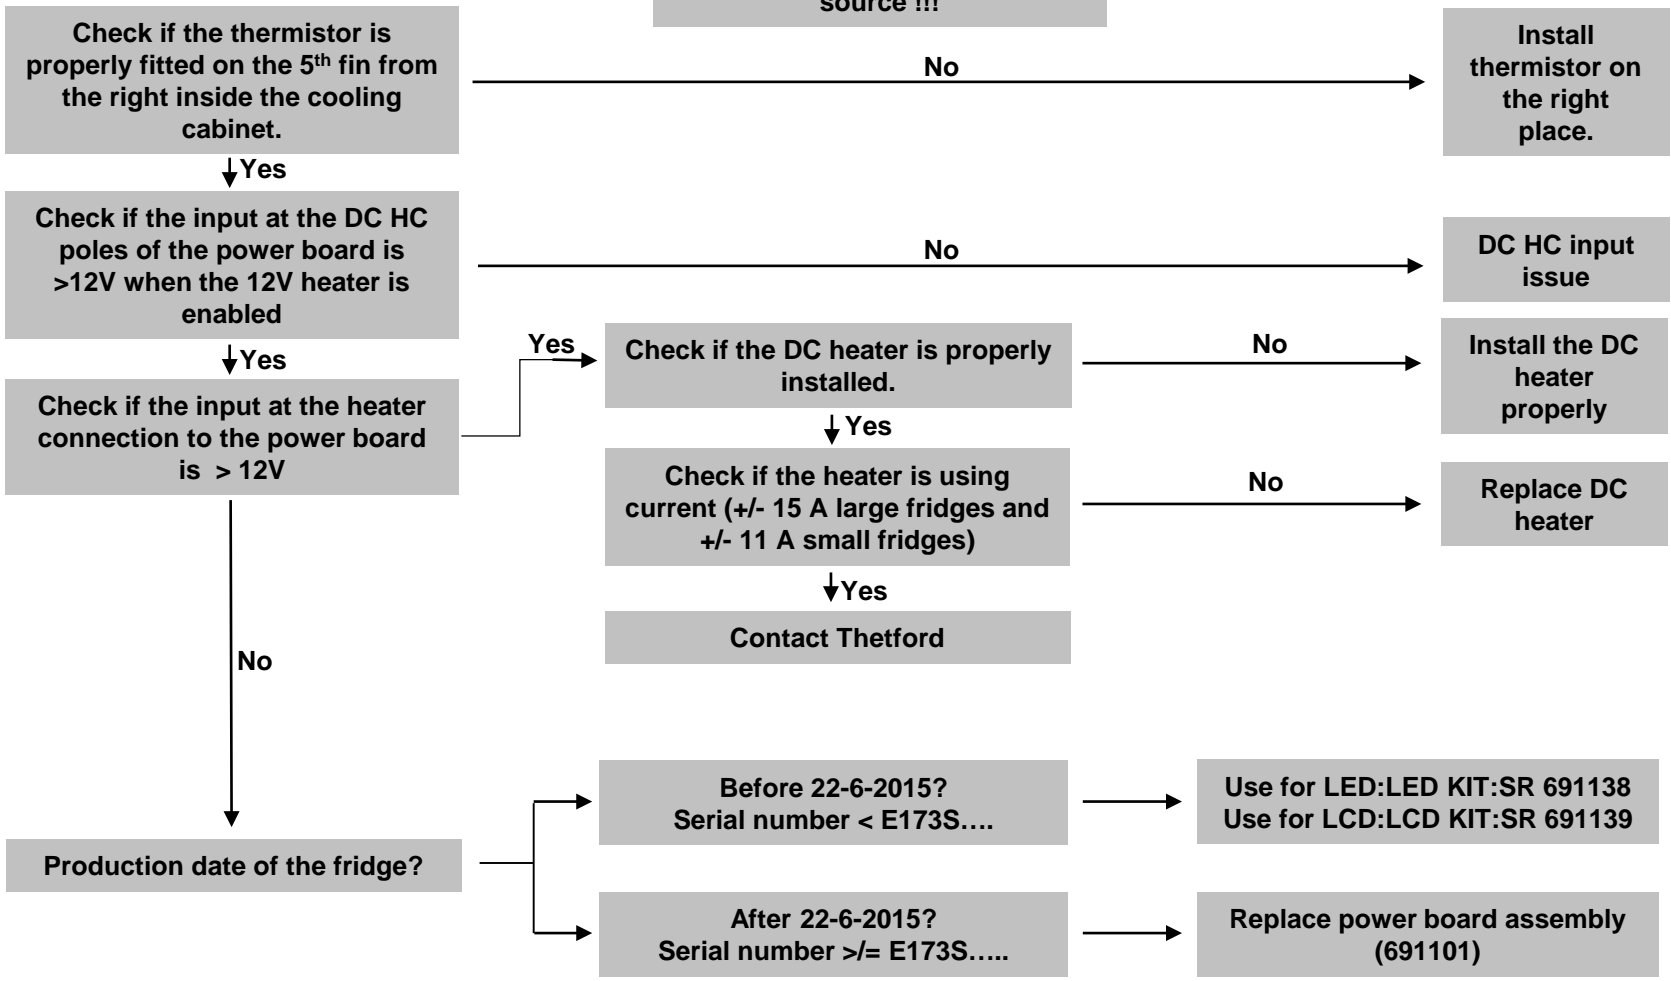 source !!!
Check if the thermistor is
properly fitted on the 5th fin from
the right inside the cooling
cabinet.
No
Install
thermistor on
the right
place.
Yes
Check if the input at the DC HC
poles of the power board is
>12V when the 12V heater is
enabled
No
DC HC input
issue
Yes
Check if the input at the heater
connection to the power board
is > 12V
Yes
Check if the DC heater is properly
installed.
No
Install the DC
heater
properly
Yes
Check if the heater is using
current (+/- 15 A large fridges and
+/- 11 A small fridges)
No
Replace DC
heater
Yes
Contact Thetford
No
Production date of the fridge?
Before 22-6-2015?
Serial number < E173S....
Use for LED:LED KIT:SR 691138
Use for LCD:LCD KIT:SR 691139
After 22-6-2015?
Serial number >/= E173S.....
Replace power board assembly
(691101)